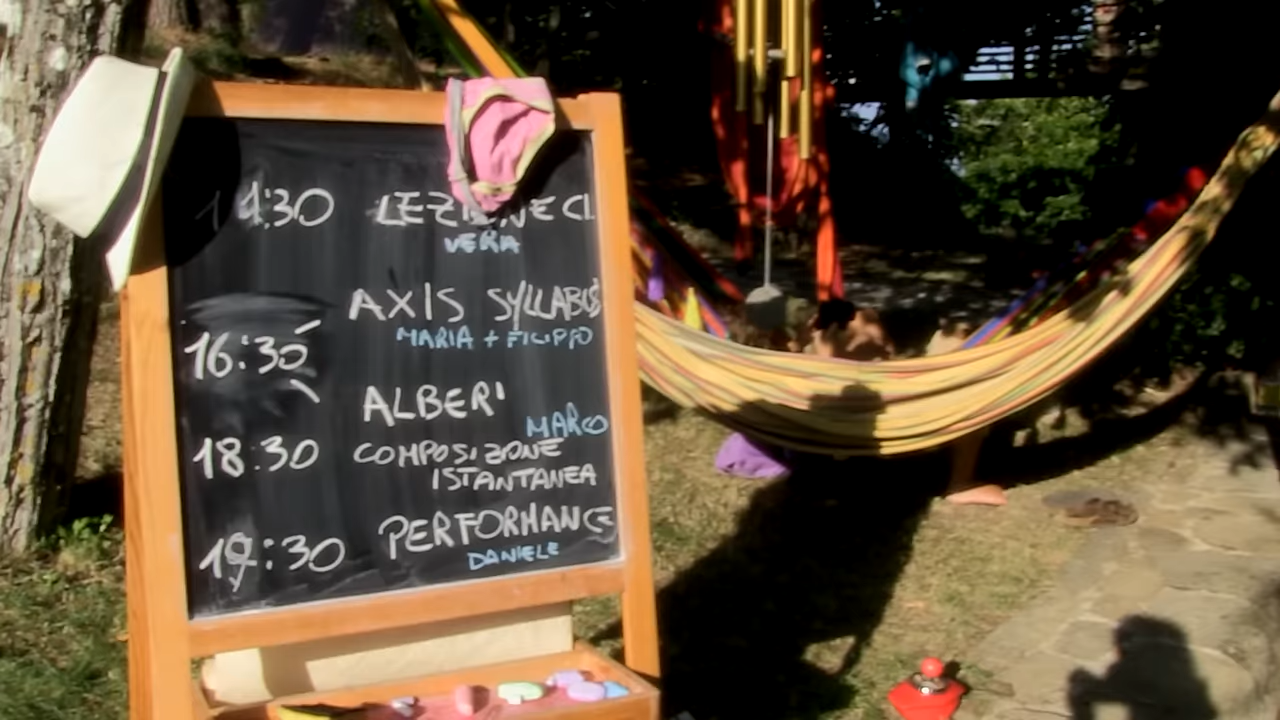 11:30 LEZIONE CI
VERA
AXIS SYLLABUS
MARIA + FILIPPO
16:30
ALBERI
MARCO
18:30 COMPOSIZIONE
ISTANTANEA
19:30 PERFORMANCE
DANIELE